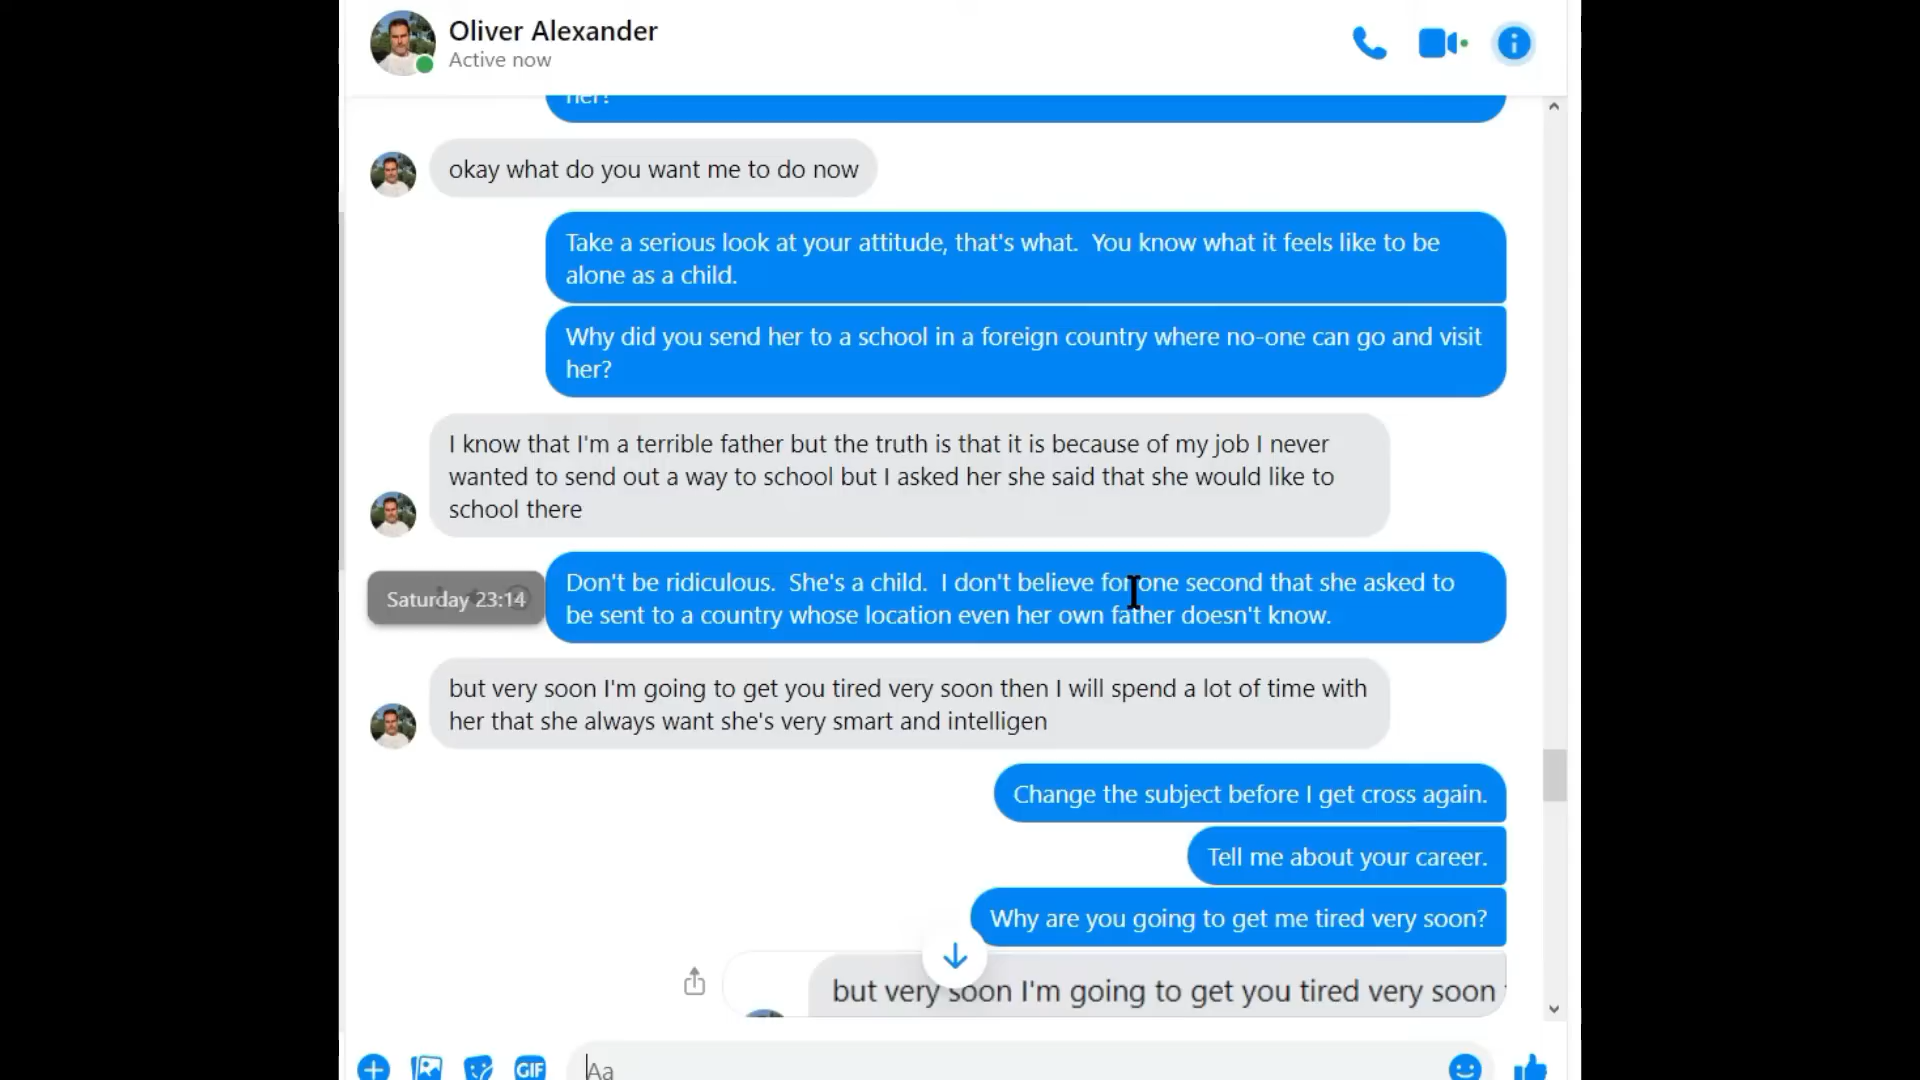 Oliver Alexander
Active now
her?
okay what do you want me to do now
Take a serious look at your attitude, that's what.  You know what it feels like to be
alone as a child.
Why did you send her to a school in a foreign country where no-one can go and visit
her?
I know that I'm a terrible father but the truth is that it is because of my job I never
wanted to send out a way to school but I asked her she said that she would like to
school there
Saturday 23:14
Don't be ridiculous.  She's a child.  I don't believe for one second that she asked to
be sent to a country whose location even her own father doesn't know.
but very soon I'm going to get you tired very soon then I will spend a lot of time with
her that she always want she's very smart and intelligen
Change the subject before I get cross again.
Tell me about your career.
Why are you going to get me tired very soon?
but very soon I'm going to get you tired very soon
GIF
Aa